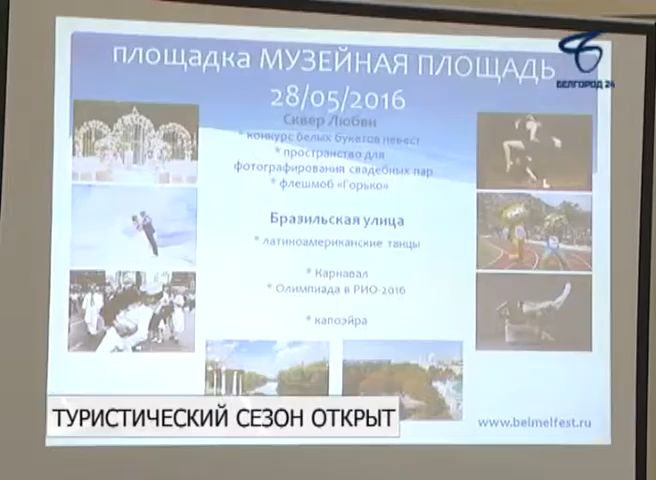 площадка МУЗЕЙНАЯ ПЛОЩАДЬ
28/05/2016
Сквер Любви
* конкурс белых букетов невест
* пространство для
фотографирования свадебных пар
* флешмоб «Горько»
Бразильская улица
* латиноамериканские танцы
* Карнавал
* Олимпиада в РИО-2016
* капоэйра
www.belmelfest.ru
БЕЛГОРОД 24
ТУРИСТИЧЕСКИЙ СЕЗОН ОТКРЫТ